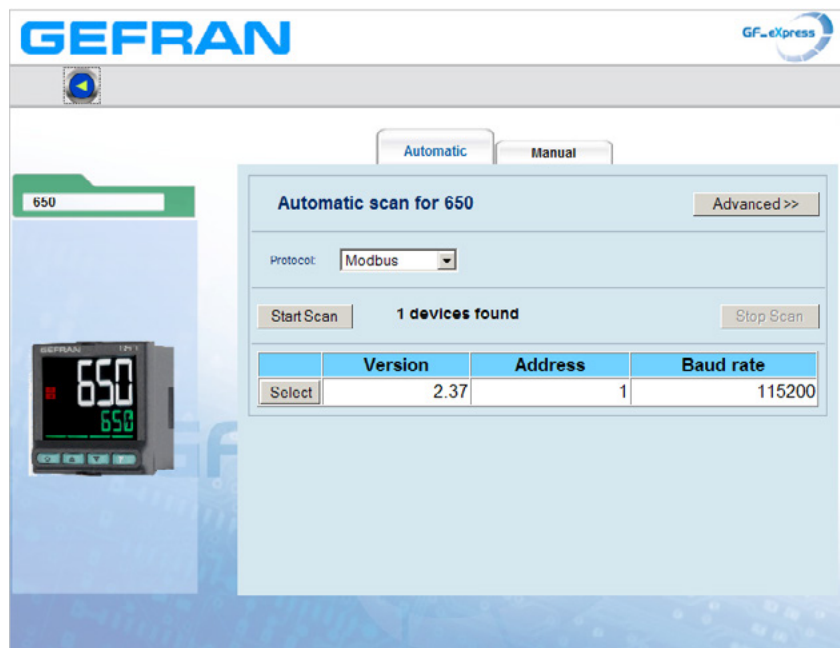 GEFRAN
GF_eXpress
Automatic
Manual
650
Automatic scan for 650
Advanced >>
Protocol:
Modbus
Start Scan
1 devices found
Stop Scan
Version
Address
Baud rate
Select
2.37
1
115200
GEFRAN
650
650